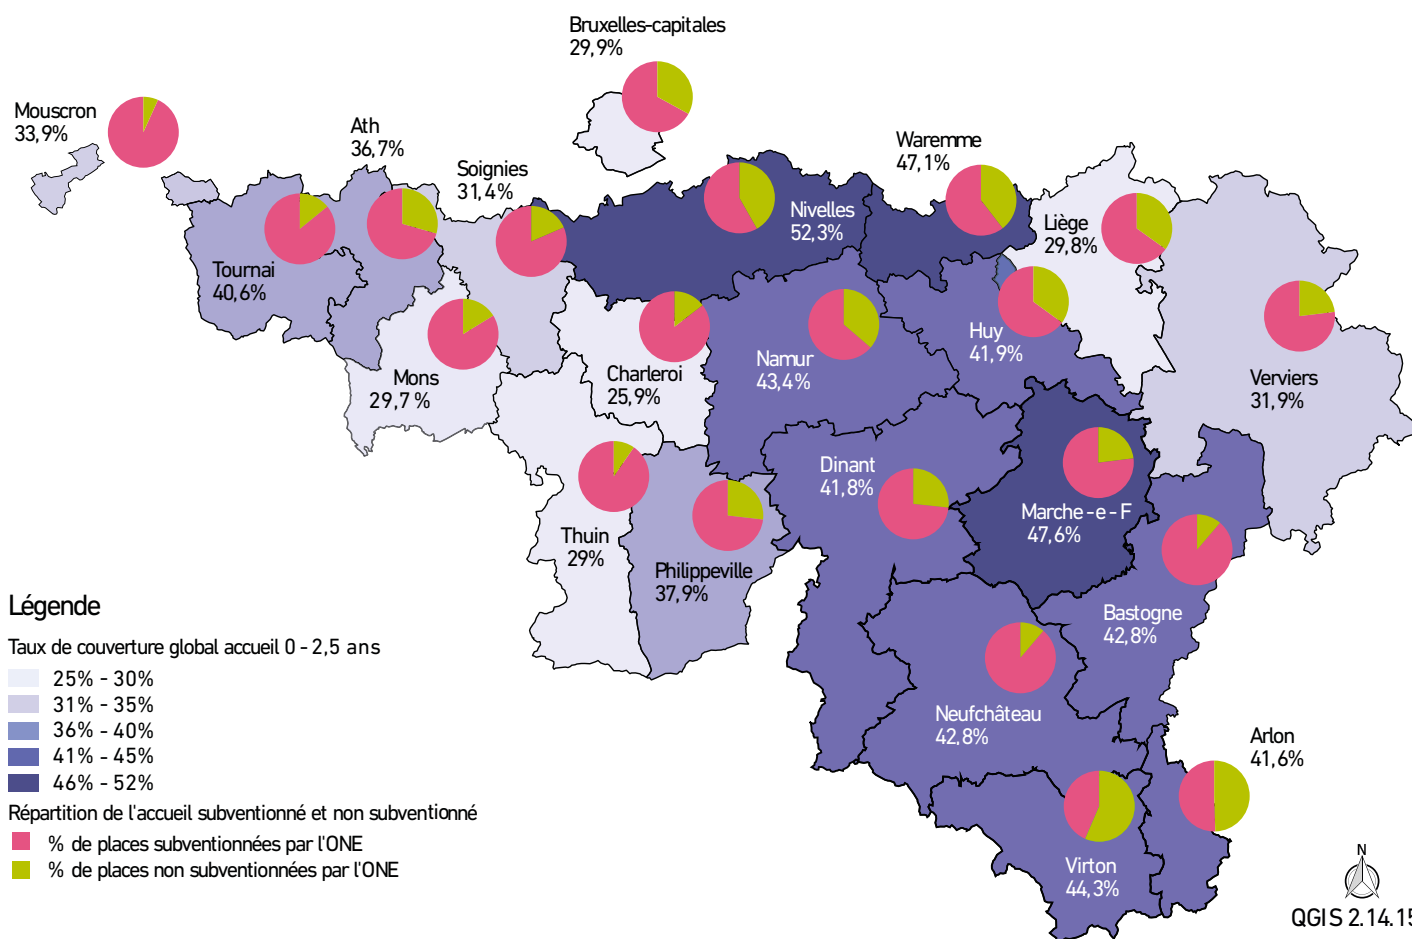 Bruxelles-capitales
29,9%
Mouscron
33,9%
Ath
36,7%
Soignies
31,4%
Waremme
47,1%
Nivelles
52,3%
Liège
29,8%
Tournai
40,6%
Huy
41,9%
Namur
43,4%
Charleroi
25,9%
Mons
29,7 %
Verviers
31,9%
Dinant
41,8%
Marche-e-F
47,6%
Thuin
29%
Philippeville
37,9%
Bastogne
42,8%
Neufchâteau
42,8%
Arlon
41,6%
Virton
44,3%
Légende
Taux de couverture global accueil 0 - 2,5 ans
25% - 30%
31% - 35%
36% - 40%
41% - 45%
46% - 52%
Répartition de l'accueil subventionné et non subventionné
% de places subventionnées par l'ONE
% de places non subventionnées par l'ONE
N
QGIS 2.14.15